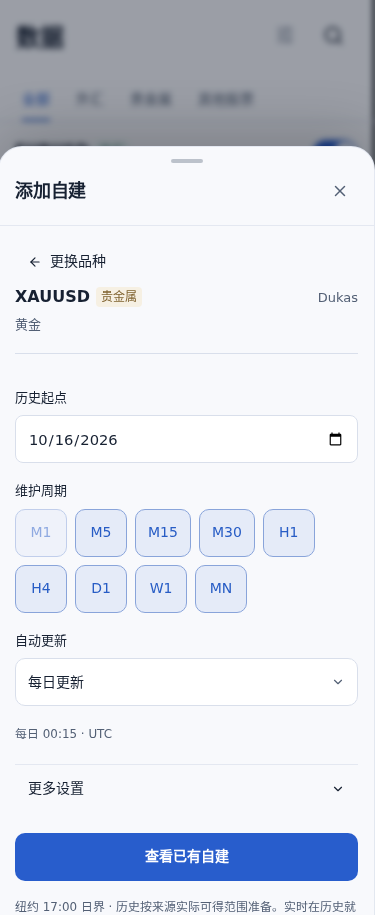 数据
添加自建
更换品种
XAUUSD 贵金属 Dukas
黄金
历史起点
10/16/2026
维护周期
M1 M5 M15 M30 H1
H4 D1 W1 MN
自动更新
每日更新
每日 00:15 · UTC
更多设置
查看已有自建
纽约 17:00 日界 · 历史按来源实际可得范围准备。实时在历史就